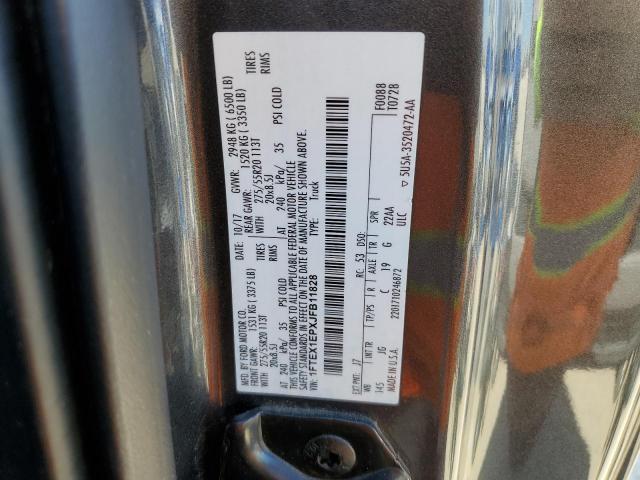 MFD. BY FORD MOTOR CO.
DATE: 10/17 GVWR: 2948 KG ( 6500 LB)
FRONT GAWR: 1531 KG ( 3375 LB) REAR GAWR: 1520 KG ( 3350 LB)
WITH 275/55R20 113T TIRES WITH 275/55R20 113T TIRES
20x8.5J RIMS 20x8.5J RIMS
AT 240 kPa/ 35 PSI COLD AT 240 kPa/ 35 PSI COLD
THIS VEHICLE CONFORMS TO ALL APPLICABLE FEDERAL MOTOR VEHICLE
SAFETY STANDARDS IN EFFECT ON THE DATE OF MANUFACTURE SHOWN ABOVE.
VIN: 1FTEX1EPXJFB11828
TYPE: Truck
F0088
T0728
EXT PNT: J7 RC: 53 DSO:
WB INT TR TP/PS R AXLE TR SPR
145 JG C 19 G 22AA
MADE IN U.S.A. 2201710246872 ULC
▽ 5U5A-3520472-AA